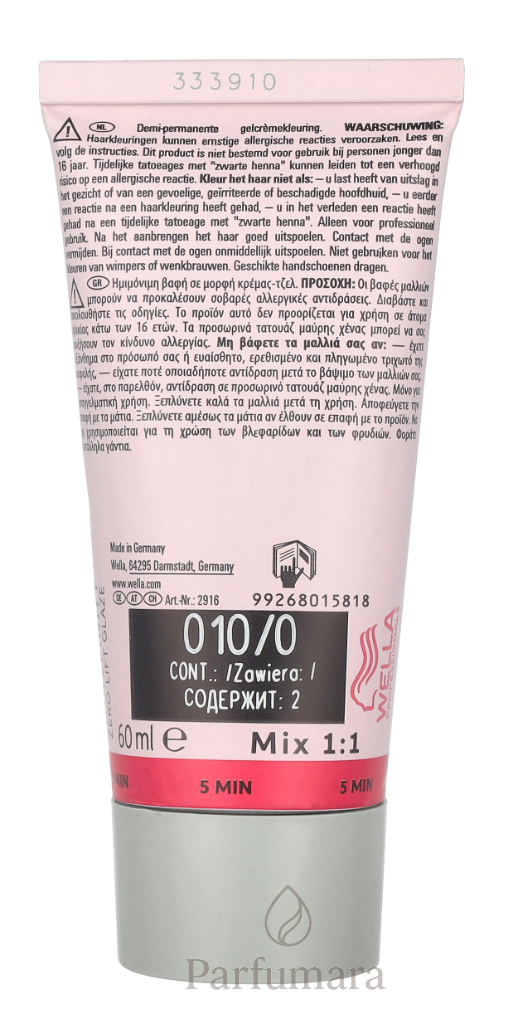 333910
NL Demi-permanente gelcrèmekleuring. WAARSCHUWING:
Haarkleuringen kunnen ernstige allergische reacties veroorzaken. Lees en
volg de instructies. Dit product is niet bestemd voor gebruik bij personen jonger dan
16 jaar. Tijdelijke tatoeages met "zwarte henna" kunnen leiden tot een verhoogd
risico op een allergische reactie. Kleur het haar niet als: – u last heeft van uitslag in
het gezicht of van een gevoelige, geïrriteerde of beschadigde hoofdhuid, – u eerder
een reactie na een haarkleuring heeft gehad, – u in het verleden een reactie heeft
gehad na een tijdelijke tatoeage met "zwarte henna". Alleen voor professioneel
gebruik. Na het aanbrengen het haar goed uitspoelen. Contact met de ogen
vermijden. Bij contact met de ogen onmiddellijk uitspoelen. Niet gebruiken voor het
kleuren van wimpers of wenkbrauwen. Geschikte handschoenen dragen.
GR Ημιμόνιμη βαφή σε μορφή κρέμας-τζελ. ΠΡΟΣΟΧΗ: Οι βαφές μαλλιών
μπορούν να προκαλέσουν σοβαρές αλλεργικές αντιδράσεις. Διαβάστε και
ακολουθήστε τις οδηγίες. Το προϊόν αυτό δεν προορίζεται για χρήση σε άτομα
ηλικίας κάτω των 16 ετών. Τα προσωρινά τατουάζ μαύρης χένας μπορεί να σας
αυξήσουν τον κίνδυνο αλλεργίας. Μη βάφετε τα μαλλιά σας αν: – έχετε
εξάνθημα στο πρόσωπό σας ή ευαίσθητο, ερεθισμένο και πληγωμένο τριχωτό της
κεφαλής, – είχατε ποτέ οποιαδήποτε αντίδραση μετά το βάψιμο των μαλλιών σας,
– είχατε, στο παρελθόν, αντίδραση σε προσωρινό τατουάζ μαύρης χένας. Μόνο για
επαγγελματική χρήση. Ξεπλύνετε καλά τα μαλλιά μετά τη χρήση. Αποφεύγετε την
επαφή με τα μάτια. Ξεπλύνετε αμέσως τα μάτια αν έλθουν σε επαφή με το προϊόν. Να
μη χρησιμοποιείται για τη χρώση των βλεφαρίδων και των φρυδιών. Φοράτε
κατάλληλα γάντια.
Made in Germany
Wella, 64295 Darmstadt, Germany
www.wella.com
DE AT CH Art.-Nr.: 2916
99268015818
010/0
CONT.: /Zawiera: /
СОДЕРЖИТ: 2
ZERO LIFT GLAZE
WELLA
PROFESSIONALS
60 ml e
Mix 1:1
MIN
5 MIN
5 MIN
Parfumara